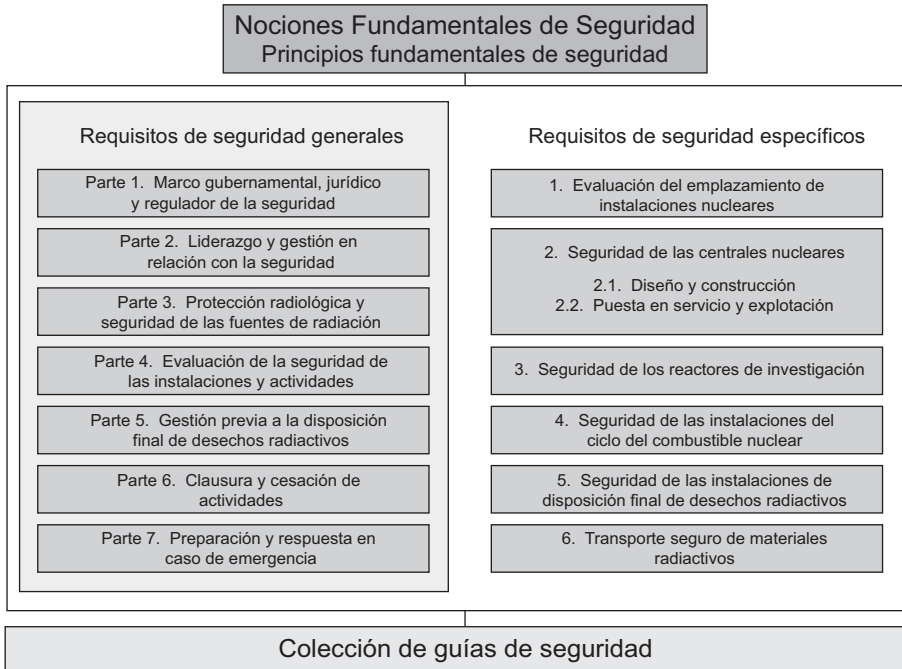 Nociones Fundamentales de Seguridad
Principios fundamentales de seguridad
Requisitos de seguridad generales
Parte 1. Marco gubernamental, jurídico
y regulador de la seguridad
Parte 2. Liderazgo y gestión en
relación con la seguridad
Parte 3. Protección radiológica y
seguridad de las fuentes de radiación
Parte 4. Evaluación de la seguridad de
las instalaciones y actividades
Parte 5. Gestión previa a la disposición
final de desechos radiactivos
Parte 6. Clausura y cesación de
actividades
Parte 7. Preparación y respuesta en
caso de emergencia
Requisitos de seguridad específicos
1. Evaluación del emplazamiento de
instalaciones nucleares
2. Seguridad de las centrales nucleares
2.1. Diseño y construcción
2.2. Puesta en servicio y explotación
3. Seguridad de los reactores de investigación
4. Seguridad de las instalaciones del
ciclo del combustible nuclear
5. Seguridad de las instalaciones de
disposición final de desechos radiactivos
6. Transporte seguro de materiales
radiactivos
Colección de guías de seguridad